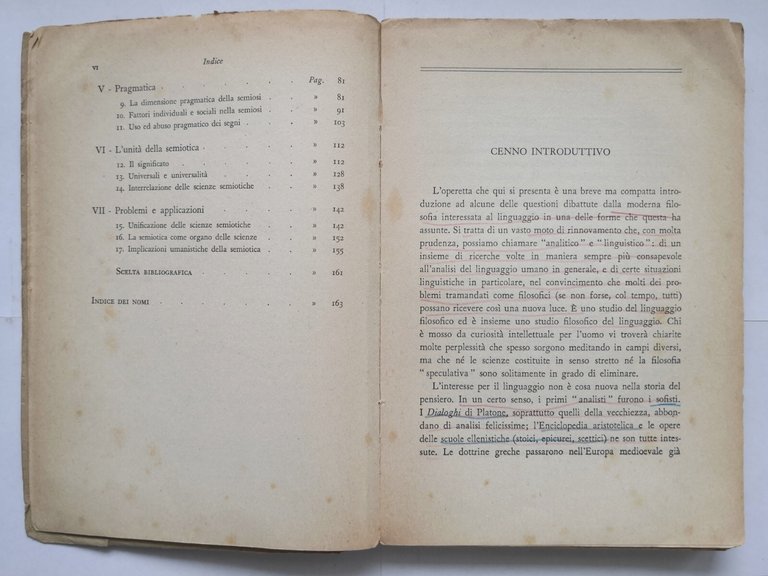 VI Indice
Pag.
V - Pragmatica . . . . . . 81
9. La dimensione pragmatica della semiosi . . » 81
10. Fattori individuali e sociali nella semiosi . . » 91
11. Uso ed abuso pragmatico dei segni . . . » 103
VI - L'unità della semiotica . . . . . » 112
12. Il significato . . . . . . » 112
13. Universali e universalità . . . . » 128
14. Interrelazione delle scienze semiotiche . . » 138
VII - Problemi e applicazioni . . . . » 142
15. Unificazione delle scienze semiotiche . . » 142
16. La semiotica come organo delle scienze . . » 152
17. Implicazioni umanistiche della semiotica . . » 155
SCELTA BIBLIOGRAFICA . . . . . » 161
INDICE DEI NOMI . . . . . . » 163
CENNO INTRODUTTIVO
L'operetta che qui si presenta è una breve ma compatta intro-
duzione ad alcune delle questioni dibattute dalla moderna filo-
sofia interessata al linguaggio in una delle forme che questa ha
assunte. Si tratta di un vasto moto di rinnovamento che, con molta
prudenza, possiamo chiamare "analitico" e "linguistico": di un
insieme di ricerche volte in maniera sempre più consapevole
all'analisi del linguaggio umano in generale, e di certe situazioni
linguistiche in particolare, nel convincimento che molti dei pro-
blemi tramandati come filosofici (se non forse, col tempo, tutti)
possano ricevere così una nuova luce. È uno studio del linguaggio
filosofico ed è insieme uno studio filosofico del linguaggio. Chi
è mosso da curiosità intellettuale per l'uomo vi troverà chiarite
molte perplessità che spesso sorgono meditando in campi diversi,
ma che né le scienze costituite in senso stretto né la filosofia
"speculativa" sono solitamente in grado di eliminare.
L'interesse per il linguaggio non è cosa nuova nella storia del
pensiero. In un certo senso, i primi "analisti" furono i sofisti.
I Dialoghi di Platone, soprattutto quelli della vecchiezza, abbon-
dano di analisi felicissime; l'Enciclopedia aristotelica e le opere
delle scuole ellenistiche (stoici, epicurei, scettici) ne son tutte intes-
sute. Le dottrine greche passarono nell'Europa medioevale già